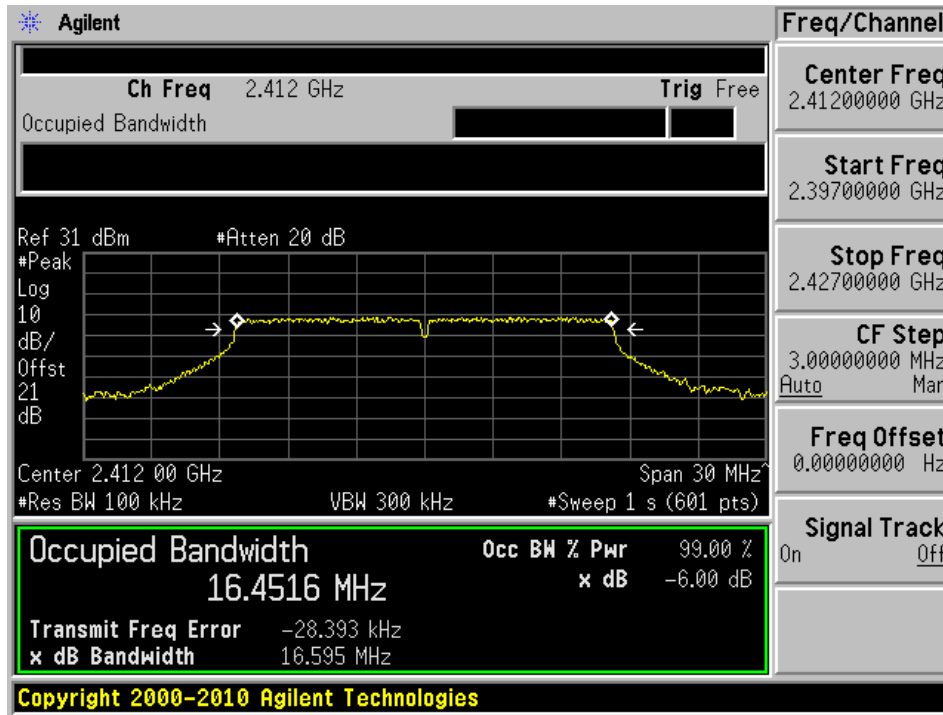 Agilent
Freq/Channel
Ch Freq 2.412 GHz Trig Free
Occupied Bandwidth
Center Freq
2.41200000 GHz
Start Freq
2.39700000 GHz
Stop Freq
2.42700000 GHz
CF Step
3.00000000 MHz
Auto Man
Freq Offset
0.00000000 Hz
Signal Track
On Off
Ref 31 dBm #Atten 20 dB
#Peak
Log
10
dB/
Offst
21
dB
Center 2.412 00 GHz Span 30 MHz^
#Res BW 100 kHz VBW 300 kHz #Sweep 1 s (601 pts)
Occupied Bandwidth Occ BW % Pwr 99.00 %
16.4516 MHz x dB -6.00 dB
Transmit Freq Error -28.393 kHz
x dB Bandwidth 16.595 MHz
Copyright 2000-2010 Agilent Technologies